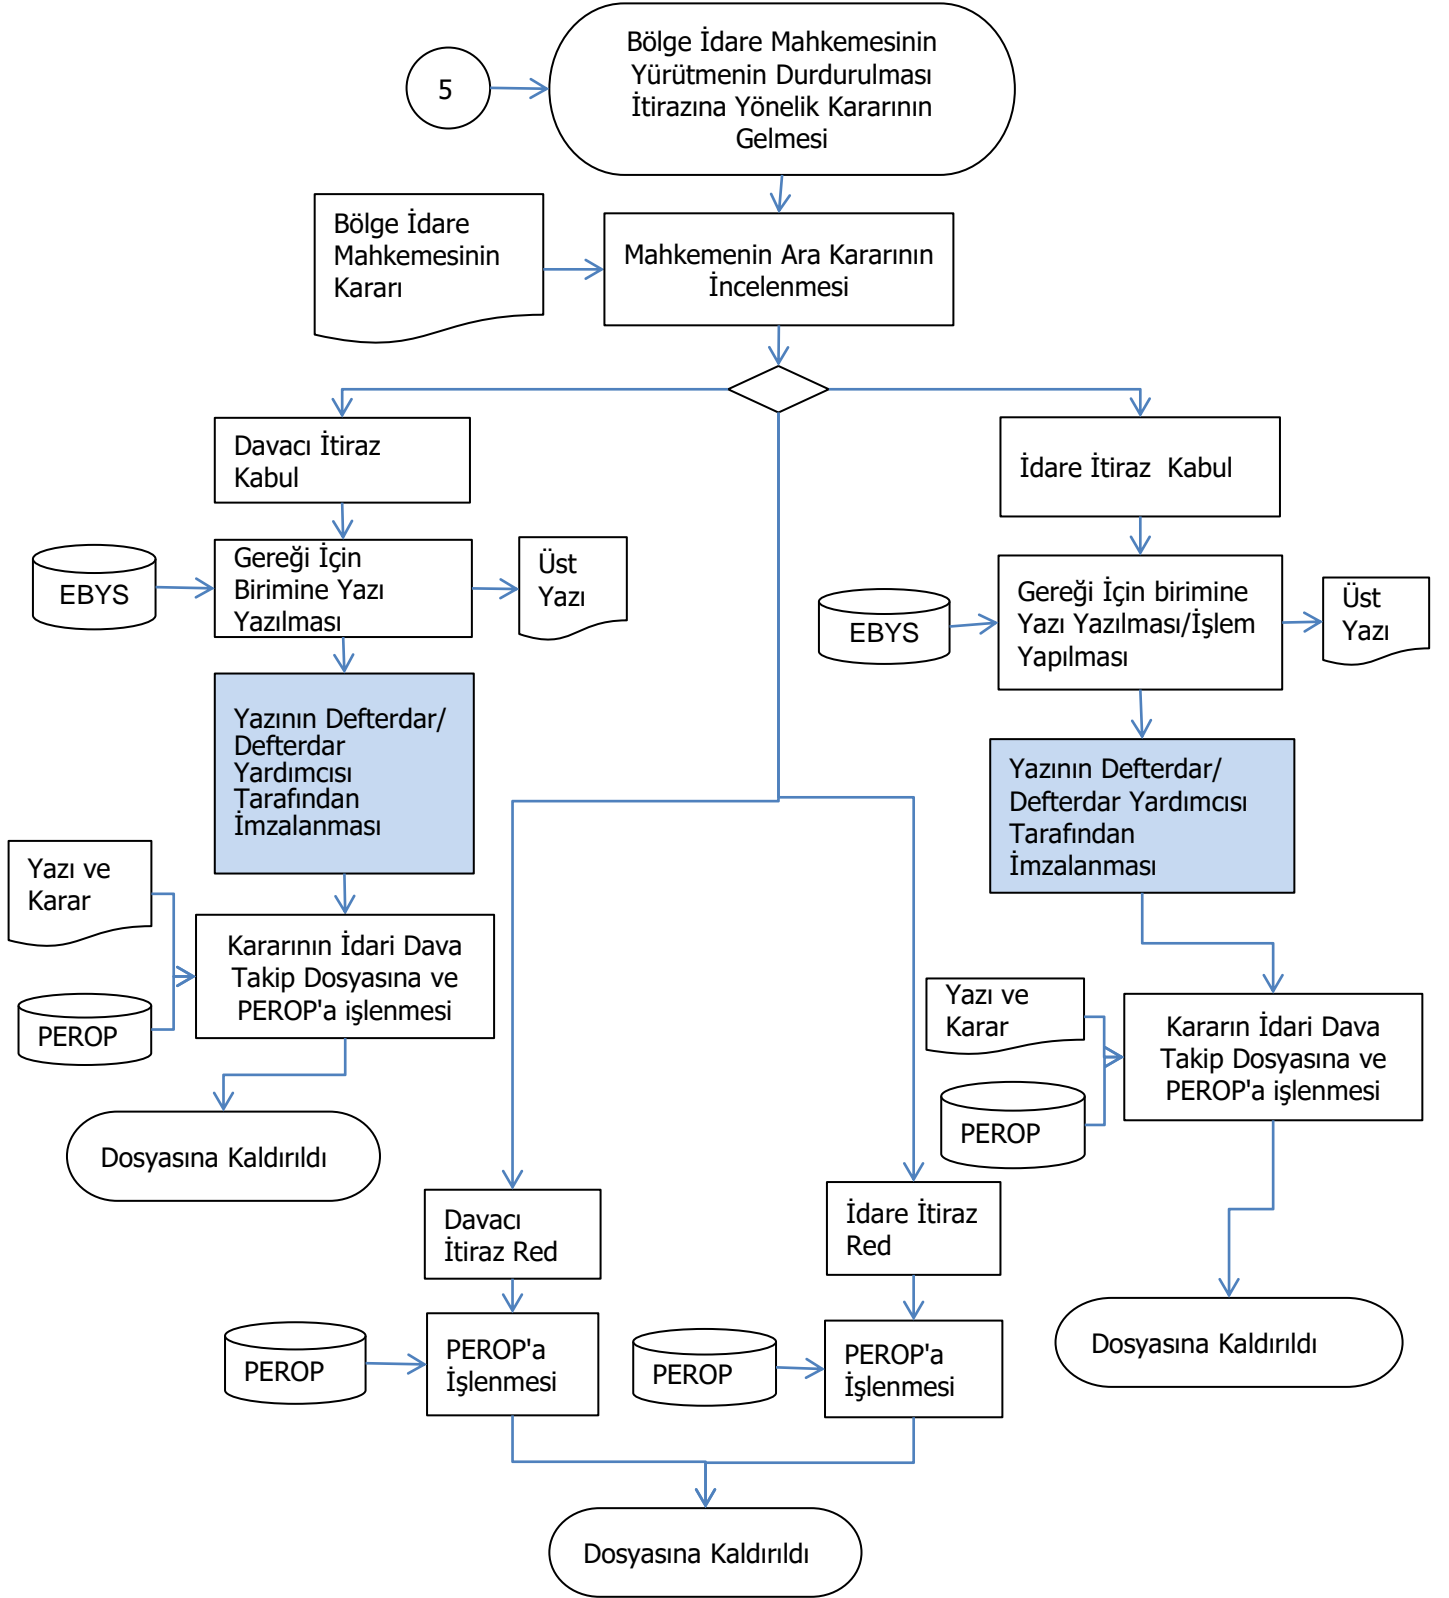 Bölge İdare Mahkemesinin
Yürütmenin Durdurulması
İtirazına Yönelik Kararının
Gelmesi
5
Bölge İdare
Mahkemesinin
Kararı
Mahkemenin Ara Kararının
İncelenmesi
Davacı İtiraz
Kabul
İdare İtiraz  Kabul
EBYS
Gereği İçin
Birimine Yazı
Yazılması
Üst
Yazı
EBYS
Gereği İçin birimine
Yazı Yazılması/İşlem
Yapılması
Üst
Yazı
Yazının Defterdar/
Defterdar
Yardımcısı
Tarafından
İmzalanması
Yazının Defterdar/
Defterdar Yardımcısı
Tarafından
İmzalanması
Yazı ve
Karar
PEROP
Kararının İdari Dava
Takip Dosyasına ve
PEROP'a işlenmesi
Yazı ve
Karar
PEROP
Kararın İdari Dava
Takip Dosyasına ve
PEROP'a işlenmesi
Dosyasına Kaldırıldı
Davacı
İtiraz Red
İdare İtiraz
Red
PEROP
PEROP'a
İşlenmesi
PEROP
PEROP'a
İşlenmesi
Dosyasına Kaldırıldı
Dosyasına Kaldırıldı